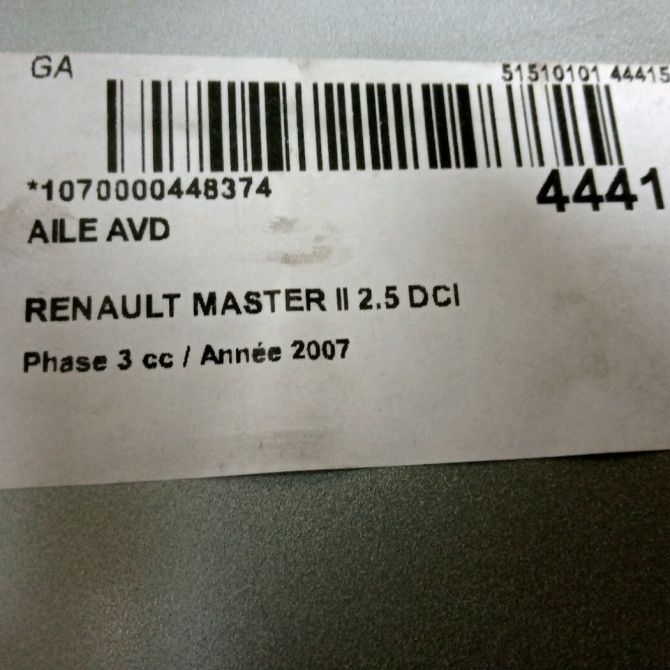 GA
51510101 44415
*1070000448374
4441
AILE AVD
RENAULT MASTER II 2.5 DCI
Phase 3 cc / Année 2007